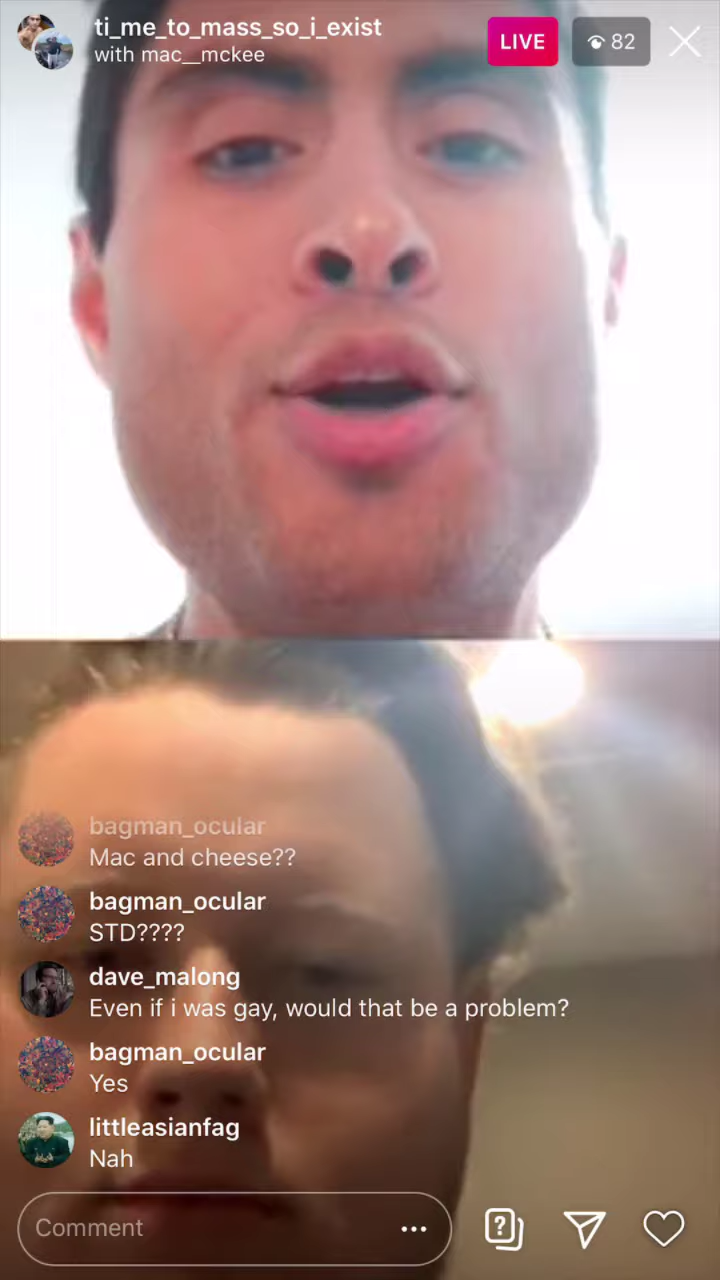 ti_me_to_mass_so_i_exist
with mac__mckee
LIVE
82
bagman_ocular
Mac and cheese??
bagman_ocular
STD????
dave_malong
Even if i was gay, would that be a problem?
bagman_ocular
Yes
littleasianfag
Nah
Comment